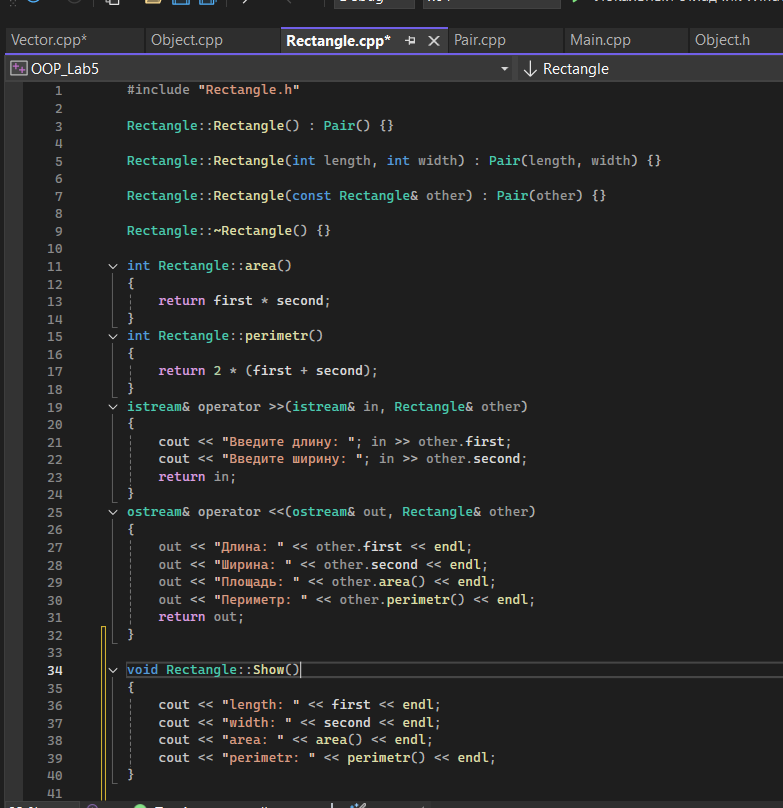 Vector.cpp*
Object.cpp
Rectangle.cpp*
Pair.cpp
Main.cpp
Object.h
OOP_Lab5
Rectangle
1 #include "Rectangle.h"
2
3 Rectangle::Rectangle() : Pair() {}
4
5 Rectangle::Rectangle(int length, int width) : Pair(length, width) {}
6
7 Rectangle::Rectangle(const Rectangle& other) : Pair(other) {}
8
9 Rectangle::~Rectangle() {}
10
11 int Rectangle::area()
12 {
13 return first * second;
14 }
15 int Rectangle::perimetr()
16 {
17 return 2 * (first + second);
18 }
19 istream& operator >>(istream& in, Rectangle& other)
20 {
21 cout << "Введите длину: "; in >> other.first;
22 cout << "Введите ширину: "; in >> other.second;
23 return in;
24 }
25 ostream& operator <<(ostream& out, Rectangle& other)
26 {
27 out << "Длина: " << other.first << endl;
28 out << "Ширина: " << other.second << endl;
29 out << "Площадь: " << other.area() << endl;
30 out << "Периметр: " << other.perimetr() << endl;
31 return out;
32 }
33
34 void Rectangle::Show()
35 {
36 cout << "length: " << first << endl;
37 cout << "width: " << second << endl;
38 cout << "area: " << area() << endl;
39 cout << "perimetr: " << perimetr() << endl;
40 }
41